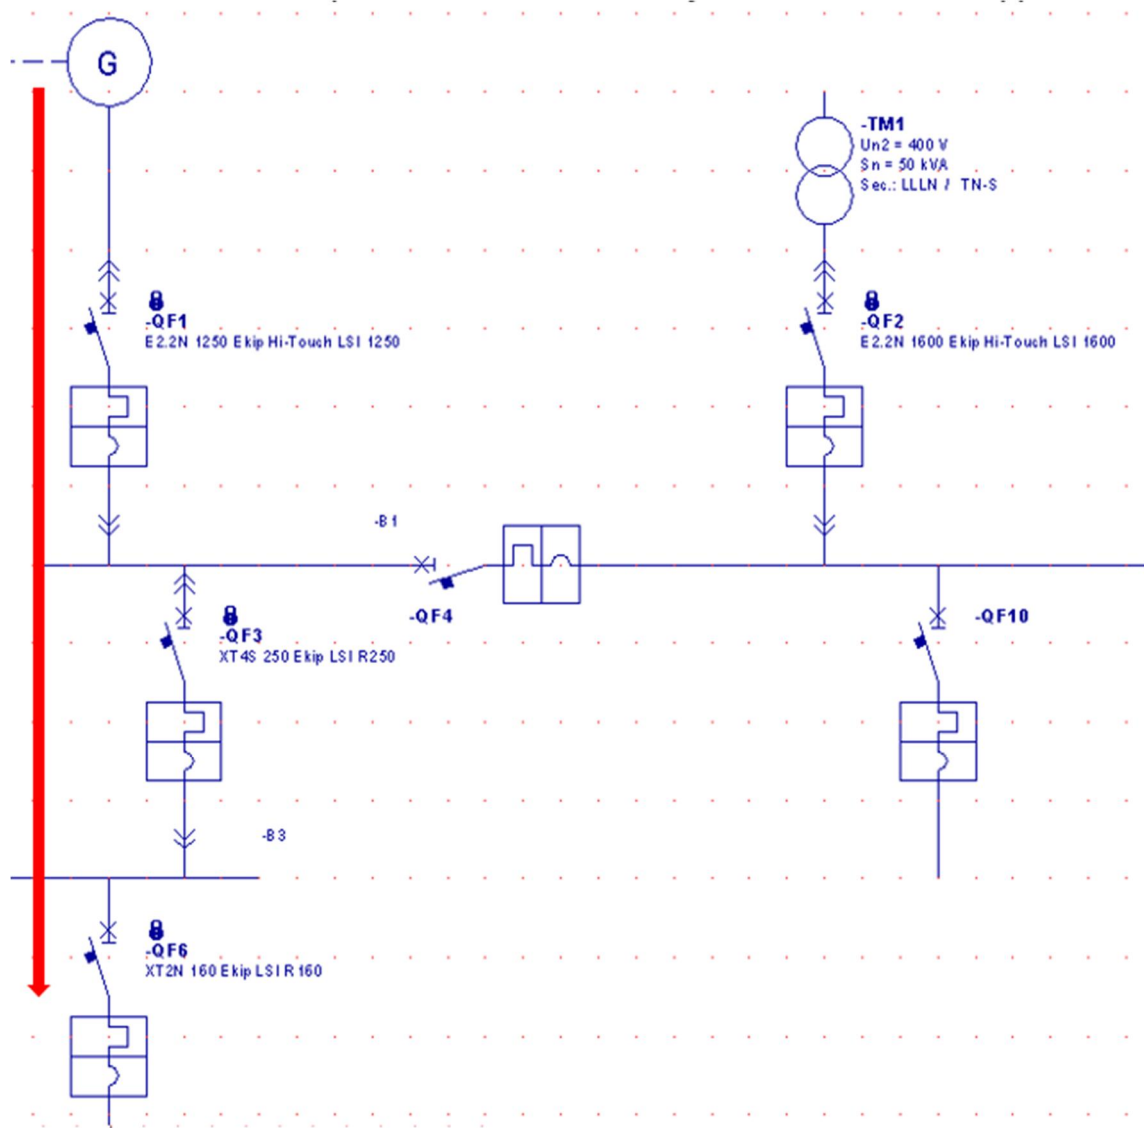 G
-TM1
Un2 = 400 V
Sn = 50 kVA
Sec.: LLLN / TN-S
-QF1
E2.2N 1250 Ekip Hi-Touch LSI 1250
-QF2
E2.2N 1600 Ekip Hi-Touch LSI 1600
-B1
-QF4
-QF3
XT4S 250 Ekip LSI R250
-QF10
-B3
-QF6
XT2N 160 Ekip LSI R160